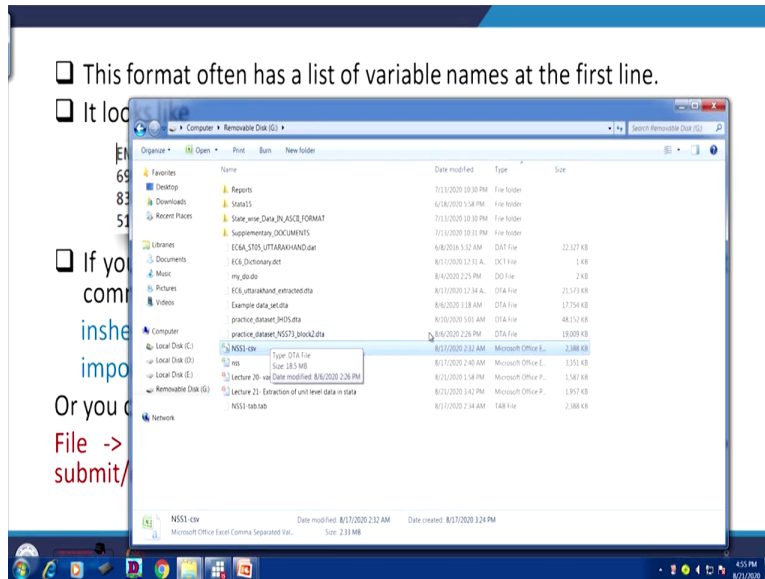 ❑ This format often has a list of variable names at the first line.
❑ It looks like
Computer ▸ Removable Disk (G:) ▸
Search Removable Disk (G:)
Organize ▾ Open ▾ Print Burn New folder
EN
69
83
51
❑ If you
comm
inshe
impo
Or you c
File ->
submit/
Favorites
Desktop
Downloads
Recent Places
Libraries
Documents
Music
Pictures
Videos
Computer
Local Disk (C:)
Local Disk (D:)
Local Disk (E:)
Removable Disk (G:)
Network
Name Date modified Type Size
Reports 7/13/2020 10:30 PM File folder
Stata15 6/18/2020 5:58 PM File folder
State_wise_Data_IN_ASCII_FORMAT 7/13/2020 10:30 PM File folder
Supplementary_DOCUMENTS 7/13/2020 10:31 PM File folder
EC6A_ST05_UTTARAKHAND.dat 6/8/2016 5:32 AM DAT File 22,327 KB
EC6_Dictionary.dct 8/17/2020 12:31 A... DCT File 1 KB
my_do.do 8/4/2020 2:25 PM DO File 2 KB
EC6_uttarakhand_extracted.dta 8/17/2020 12:34 A... DTA File 21,573 KB
Example data_set.dta 8/6/2020 3:18 AM DTA File 17,754 KB
practice_dataset_IHDS.dta 8/10/2020 5:01 AM DTA File 48,152 KB
practice_dataset_NSS73_block2.dta 8/6/2020 2:26 PM DTA File 19,009 KB
NSS1-csv 8/17/2020 2:32 AM Microsoft Office E... 2,388 KB
8/17/2020 2:40 AM Microsoft Office E... 3,351 KB
Lecture 20- va 8/21/2020 1:58 PM Microsoft Office P... 1,587 KB
Lecture 21- Extraction of unit level data in stata 8/21/2020 3:42 PM Microsoft Office P... 1,957 KB
NSS1-tab.tab 8/17/2020 2:34 AM TAB File 2,388 KB
Type: DTA File
Size: 18.5 MB
Date modified: 8/6/2020 2:26 PM
NSS1-csv Date modified: 8/17/2020 2:32 AM Date created: 8/17/2020 3:24 PM
Microsoft Office Excel Comma Separated Val... Size: 2.33 MB
4:55 PM
8/21/2020